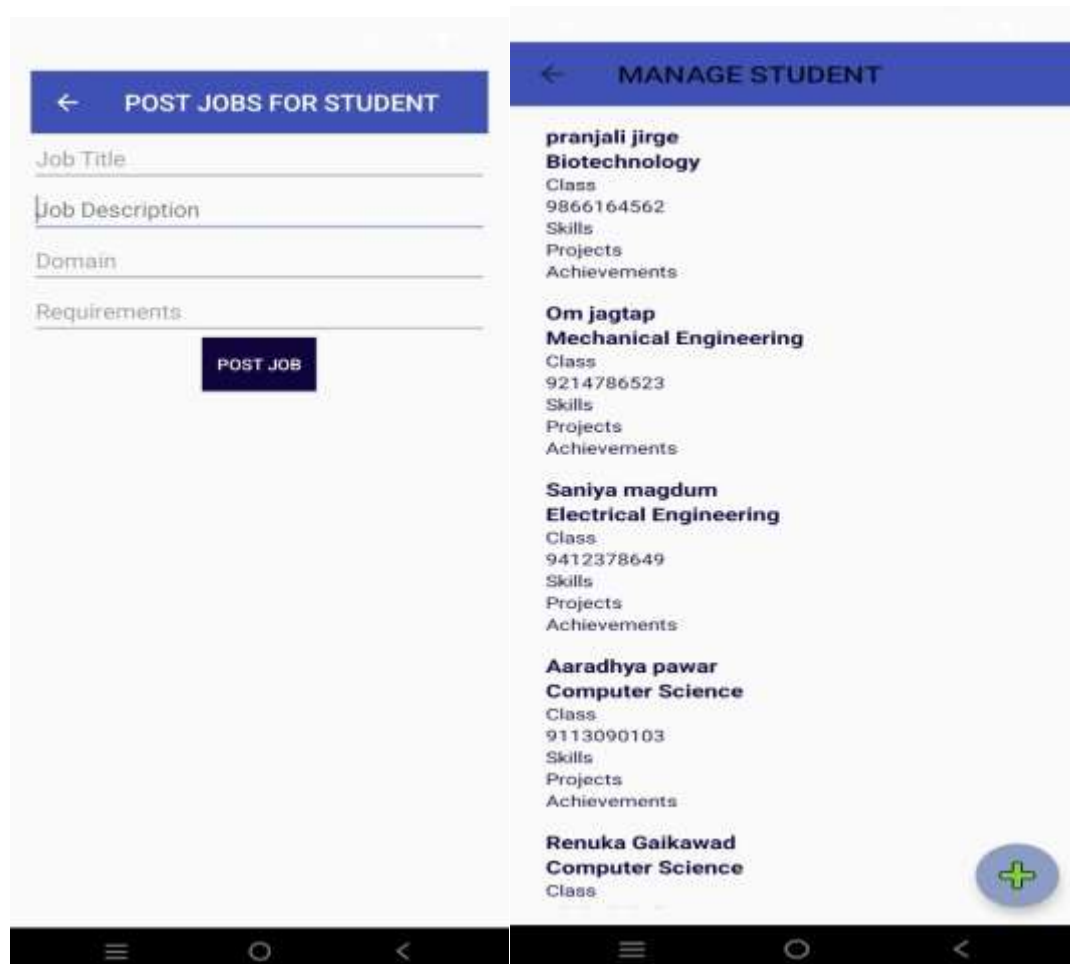 POST JOBS FOR STUDENT
Job Title
Job Description
Domain
Requirements
POST JOB
MANAGE STUDENT
pranjali jirge
Biotechnology
Class
9866164562
Skills
Projects
Achievements
Om jagtap
Mechanical Engineering
Class
9214786523
Skills
Projects
Achievements
Saniya magdum
Electrical Engineering
Class
9412378649
Skills
Projects
Achievements
Aaradhya pawar
Computer Science
Class
9113090103
Skills
Projects
Achievements
Renuka Gaikawad
Computer Science
Class